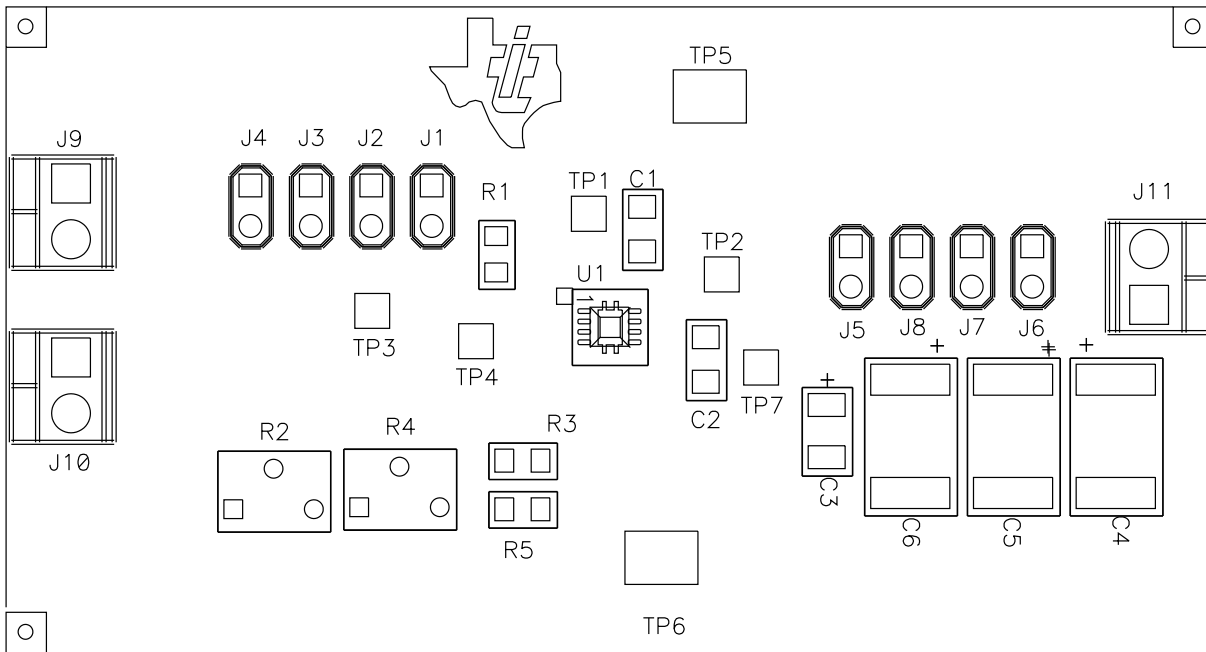 TP5
J9
J4 J3 J2 J1
R1
TP1 C1
J11
TP2
U1
1
J5 J8 J7 J6
TP3
TP4
+ + +
+
TP7
C2
R2 R4 R3
J10
C3
C6 C5 C4
R5
TP6